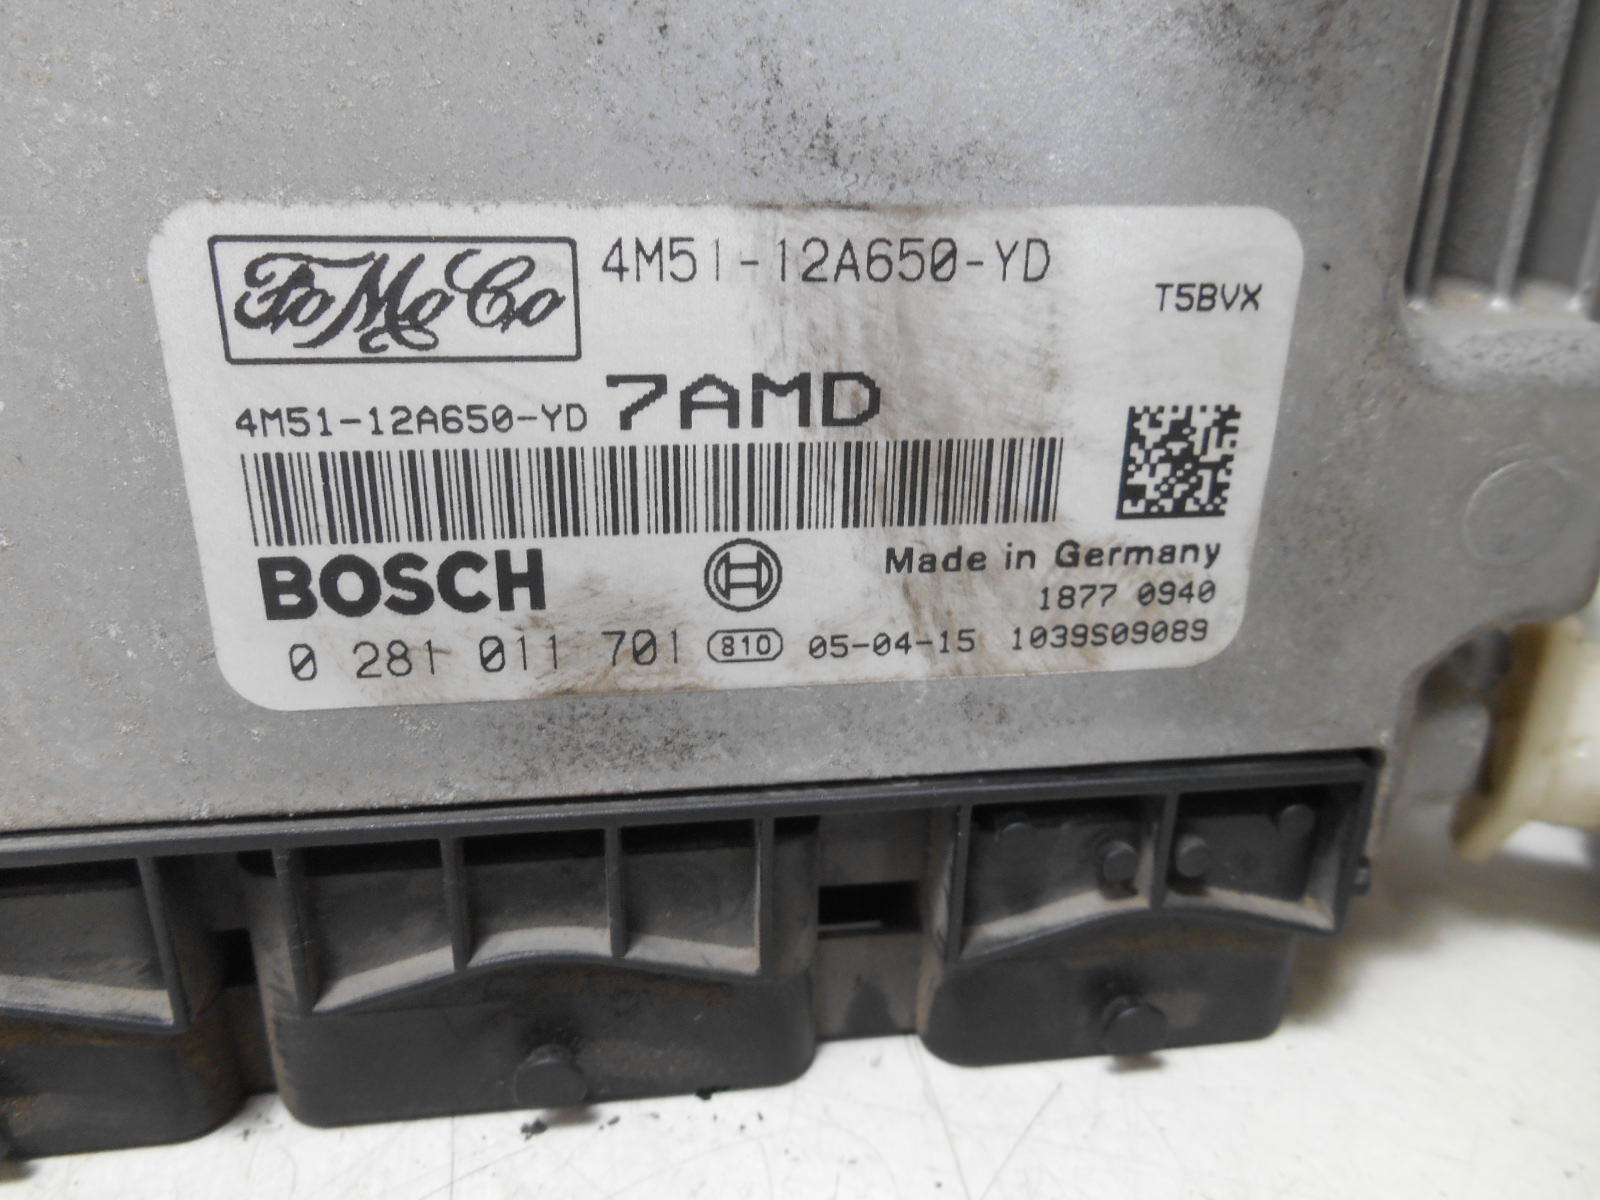 FoMoCo 4M51-12A650-YD
T5BVX
4M51-12A650-YD 7AMD
BOSCH
Made in Germany
1877 0940
0 281 011 701 810 05-04-15 1039S09089